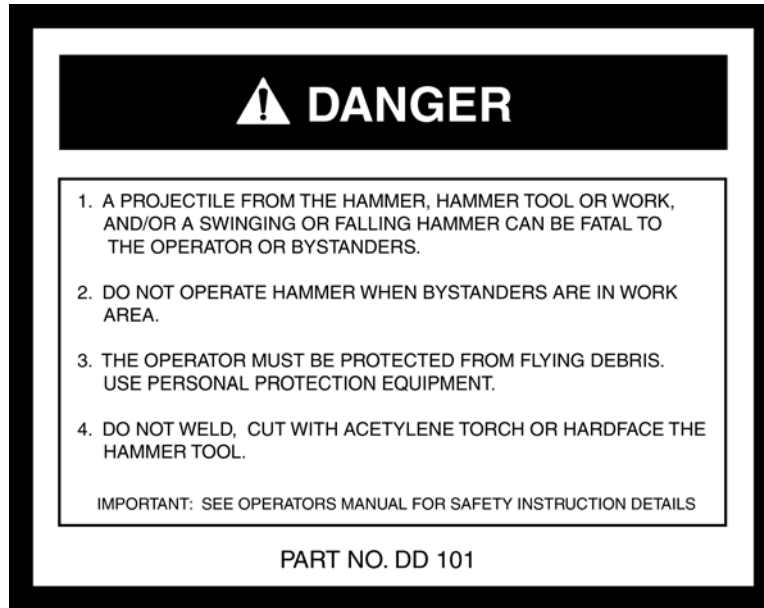 DANGER
1. A PROJECTILE FROM THE HAMMER, HAMMER TOOL OR WORK,
AND/OR A SWINGING OR FALLING HAMMER CAN BE FATAL TO
THE OPERATOR OR BYSTANDERS.
2. DO NOT OPERATE HAMMER WHEN BYSTANDERS ARE IN WORK
AREA.
3. THE OPERATOR MUST BE PROTECTED FROM FLYING DEBRIS.
USE PERSONAL PROTECTION EQUIPMENT.
4. DO NOT WELD, CUT WITH ACETYLENE TORCH OR HARDFACE THE
HAMMER TOOL.
IMPORTANT: SEE OPERATORS MANUAL FOR SAFETY INSTRUCTION DETAILS
PART NO. DD 101